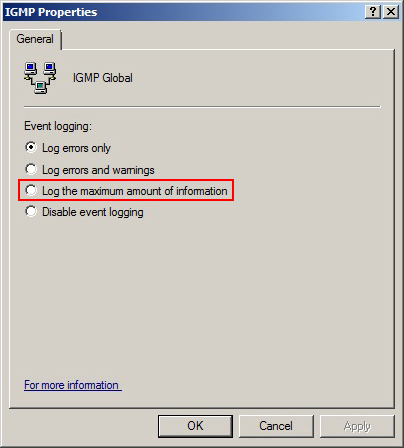 IGMP Properties
General
IGMP Global
Event logging:
Log errors only
Log errors and warnings
Log the maximum amount of information
Disable event logging
For more information
OK Cancel Apply